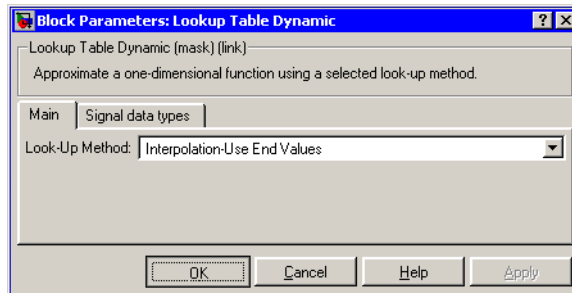 Block Parameters: Lookup Table Dynamic
Lookup Table Dynamic (mask) (link)
Approximate a one-dimensional function using a selected look-up method.
Main Signal data types
Look-Up Method: Interpolation-Use End Values
OK Cancel Help Apply